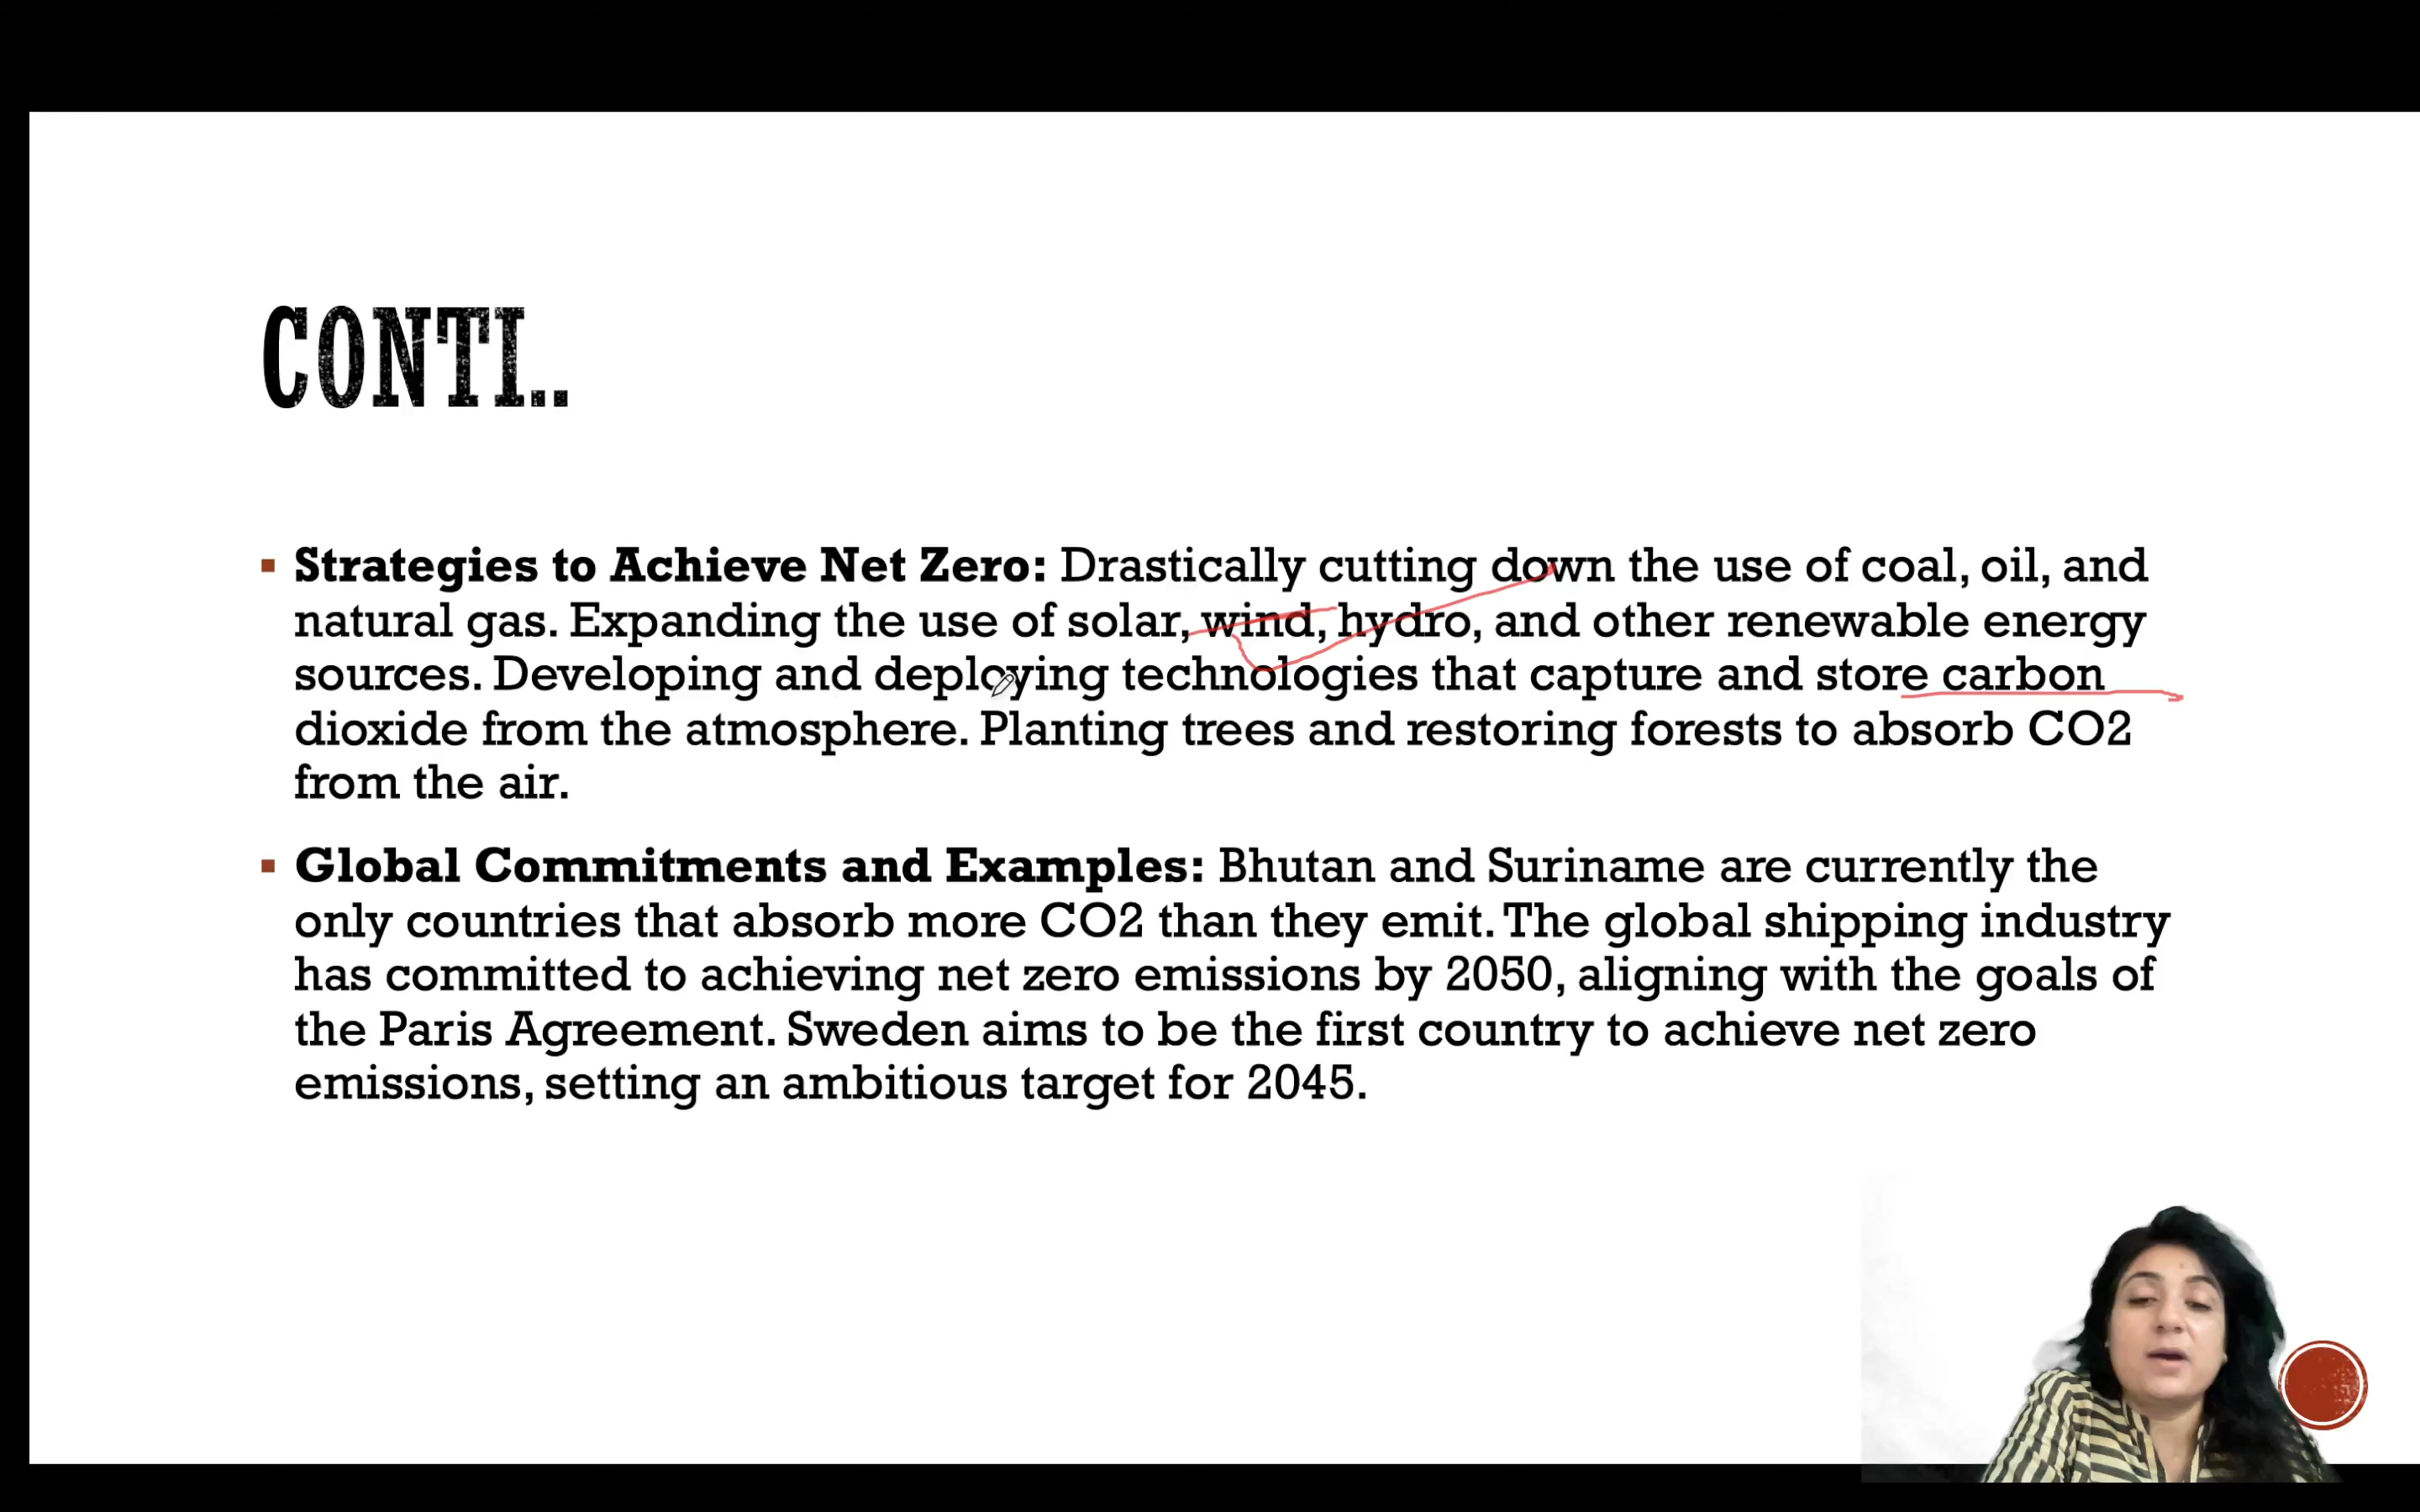 CONTI..
Strategies to Achieve Net Zero: Drastically cutting down the use of coal, oil, and
natural gas. Expanding the use of solar, wind, hydro, and other renewable energy
sources. Developing and deploying technologies that capture and store carbon
dioxide from the atmosphere. Planting trees and restoring forests to absorb CO2
from the air.
Global Commitments and Examples: Bhutan and Suriname are currently the
only countries that absorb more CO2 than they emit. The global shipping industry
has committed to achieving net zero emissions by 2050, aligning with the goals of
the Paris Agreement. Sweden aims to be the first country to achieve net zero
emissions, setting an ambitious target for 2045.